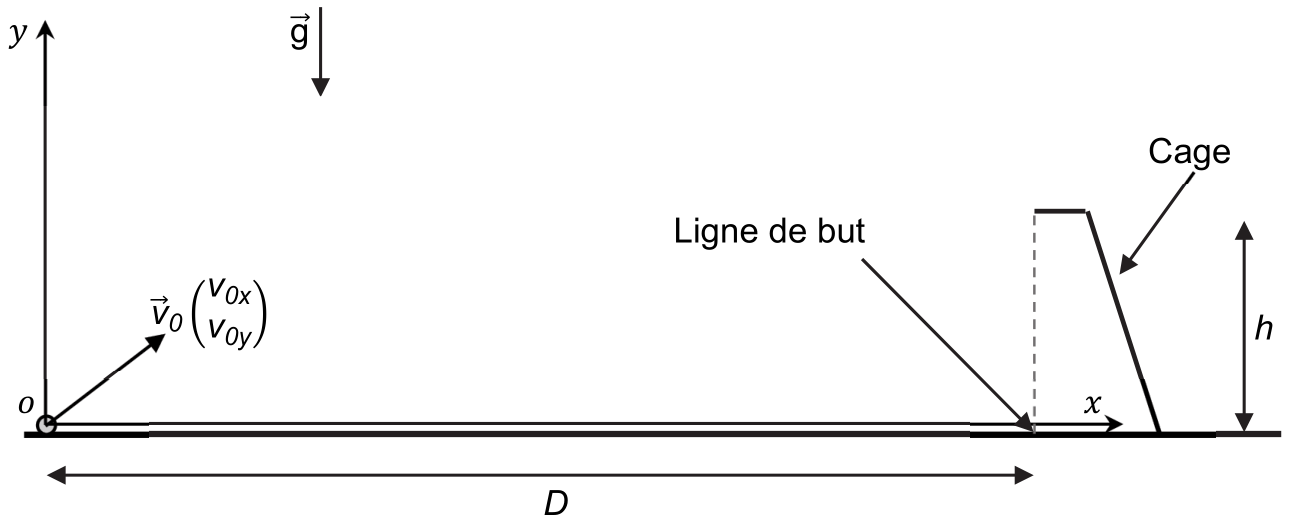 y
g⃗
Cage
Ligne de but
v⃗₀ (v₀ₓ
v₀y)
h
o
x
D